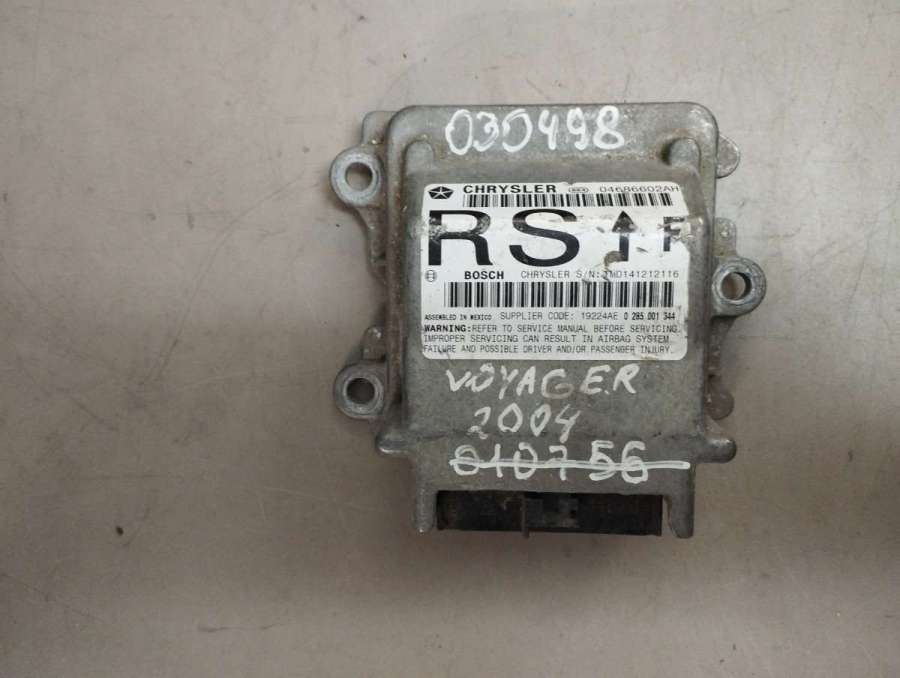 030498
CHRYSLER 04686602AH
RS↑F
BOSCH CHRYSLER S/N: TMD141212116
ASSEMBLED IN MEXICO SUPPLIER CODE: 19224AE 0 285 001 344
WARNING: REFER TO SERVICE MANUAL BEFORE SERVICING.
IMPROPER SERVICING CAN RESULT IN AIRBAG SYSTEM
FAILURE AND POSSIBLE DRIVER AND/OR PASSENGER INJURY.
VOYAGER
2004
010756